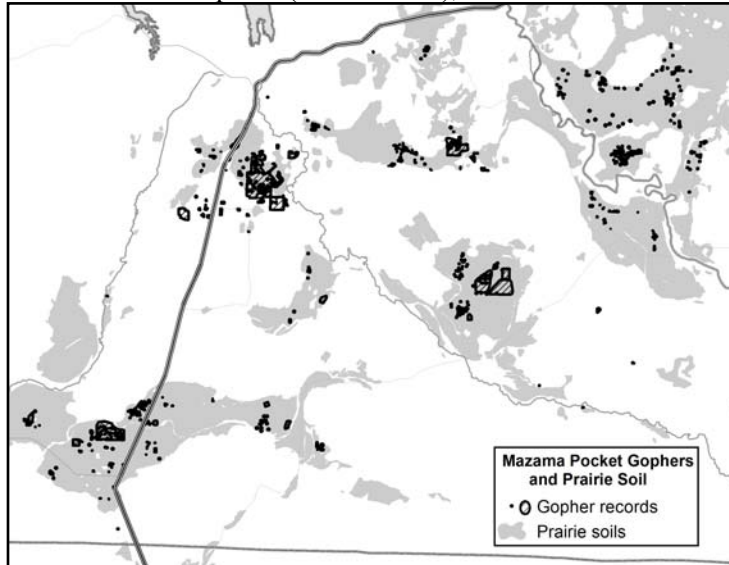 Mazama Pocket Gophers
and Prairie Soil
Gopher records
Prairie soils